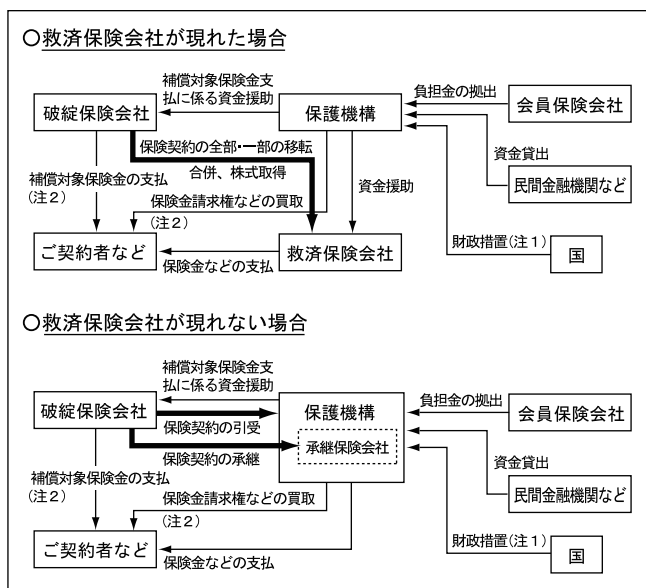 ○救済保険会社が現れた場合
補償対象保険金支
払に係る資金援助
負担金の拠出
破綻保険会社
保護機構
会員保険会社
保険契約の全部・一部の移転
合併、株式取得
資金貸出
補償対象保険金の支払
(注2)
資金援助
民間金融機関など
保険金請求権などの買取
(注2)
ご契約者など
救済保険会社
財政措置(注1)
国
保険金などの支払
○救済保険会社が現れない場合
補償対象保険金支
払に係る資金援助
負担金の拠出
破綻保険会社
保護機構
会員保険会社
保険契約の引受
承継保険会社
保険契約の承継
資金貸出
補償対象保険金の支払
(注2)
民間金融機関など
保険金請求権などの買取
(注2)
財政措置(注1)
ご契約者など
国
保険金などの支払